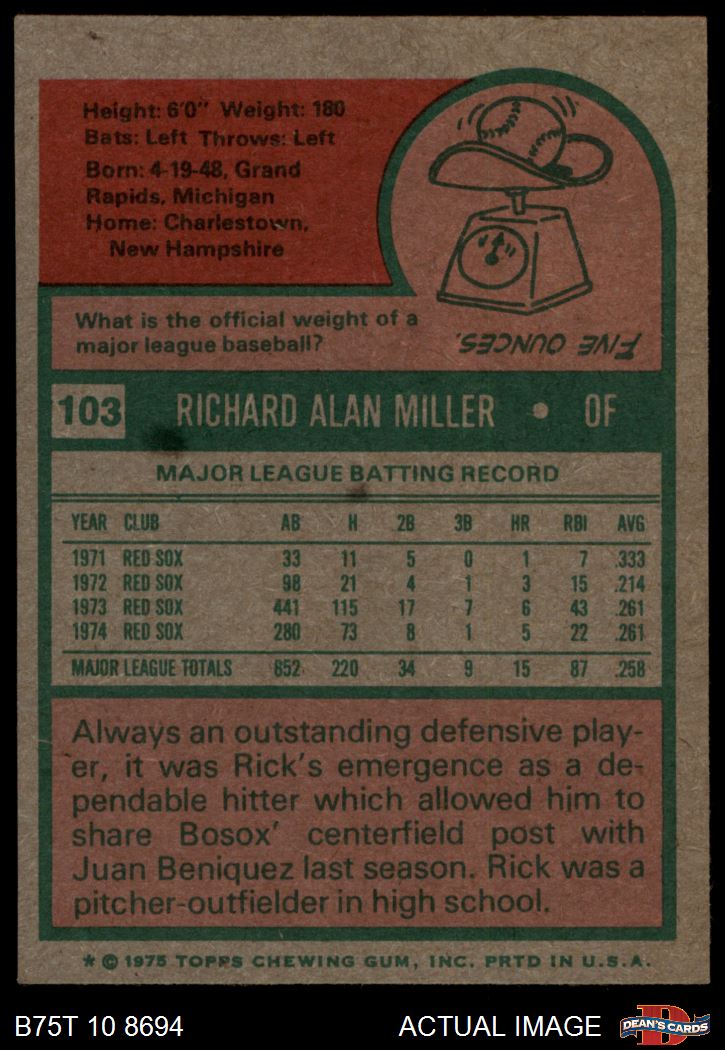 Height: 6'0" Weight: 180
Bats: Left Throws: Left
Born: 4-19-48, Grand
Rapids, Michigan
Home: Charlestown,
New Hampshire
What is the official weight of a
major league baseball?
FIVE OUNCES.
103 RICHARD ALAN MILLER • OF
MAJOR LEAGUE BATTING RECORD
YEAR CLUB AB H 2B 3B HR RBI AVG
1971 RED SOX 33 11 5 0 1 7 .333
1972 RED SOX 98 21 4 1 3 15 .214
1973 RED SOX 441 115 17 7 6 43 .261
1974 RED SOX 280 73 8 1 5 22 .261
MAJOR LEAGUE TOTALS 852 220 34 9 15 87 .258
Always an outstanding defensive play-
er, it was Rick's emergence as a de-
pendable hitter which allowed him to
share Bosox' centerfield post with
Juan Beniquez last season. Rick was a
pitcher-outfielder in high school.
* © 1975 TOPPS CHEWING GUM, INC. PRTD IN U.S.A.
B75T 10 8694 ACTUAL IMAGE D DEAN'S CARDS